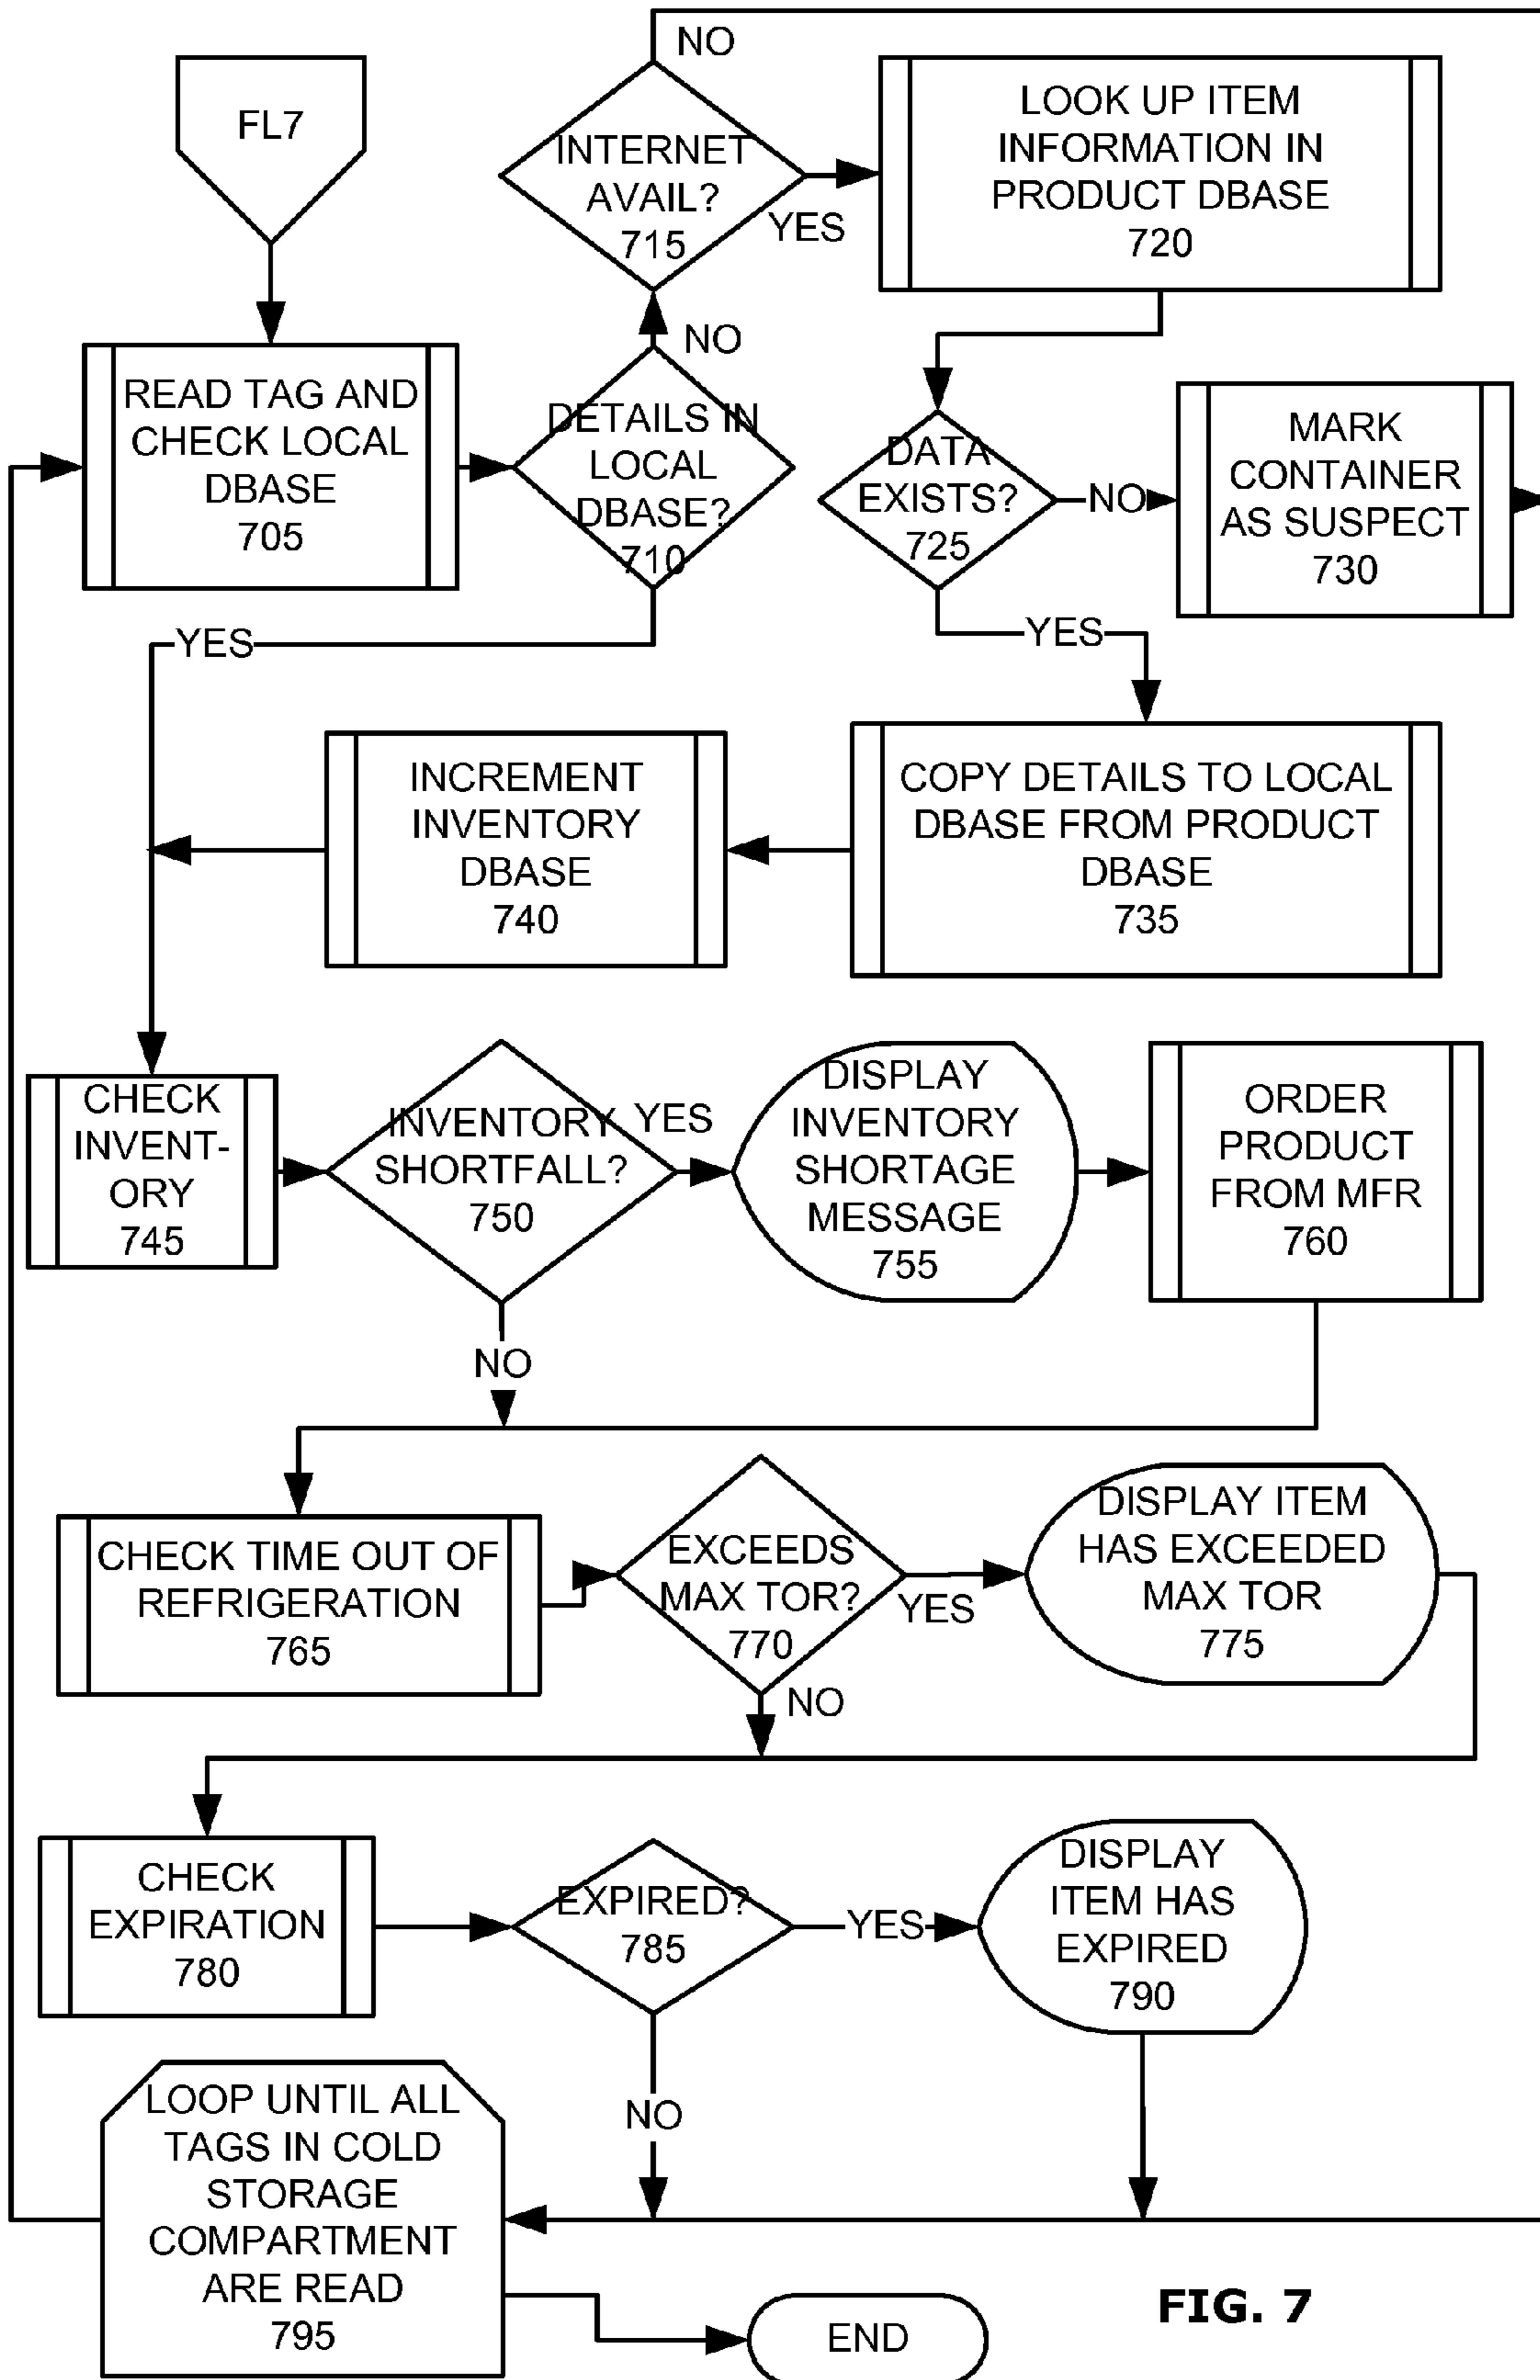 FL7
READ TAG AND
CHECK LOCAL
DBASE
705
DETAILS IN
LOCAL
DBASE?
710
NO
YES
INTERNET
AVAIL?
715
NO
YES
LOOK UP ITEM
INFORMATION IN
PRODUCT DBASE
720
DATA
EXISTS?
725
NO
YES
MARK
CONTAINER
AS SUSPECT
730
COPY DETAILS TO LOCAL
DBASE FROM PRODUCT
DBASE
735
INCREMENT
INVENTORY
DBASE
740
CHECK
INVENT-
ORY
745
INVENTORY
SHORTFALL?
750
YES
NO
DISPLAY
INVENTORY
SHORTAGE
MESSAGE
755
ORDER
PRODUCT
FROM MFR
760
CHECK TIME OUT OF
REFRIGERATION
765
EXCEEDS
MAX TOR?
770
YES
NO
DISPLAY ITEM
HAS EXCEEDED
MAX TOR
775
CHECK
EXPIRATION
780
EXPIRED?
785
YES
NO
DISPLAY
ITEM HAS
EXPIRED
790
LOOP UNTIL ALL
TAGS IN COLD
STORAGE
COMPARTMENT
ARE READ
795
END
FIG. 7